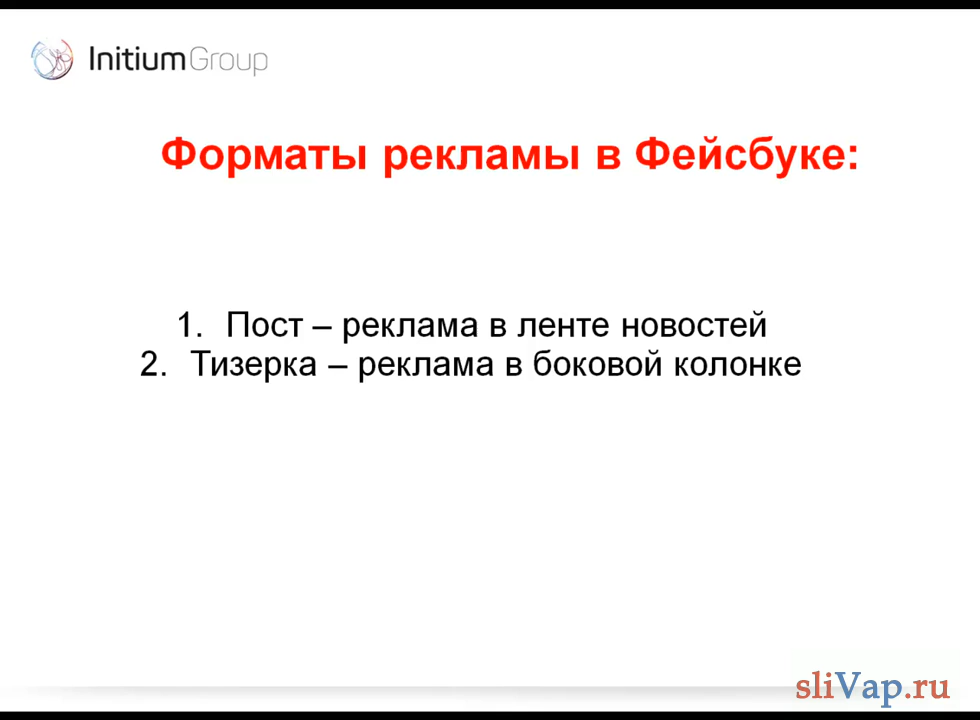 InitiumGroup
Форматы рекламы в Фейсбуке:
1. Пост – реклама в ленте новостей
2. Тизерка – реклама в боковой колонке
sliVap.ru